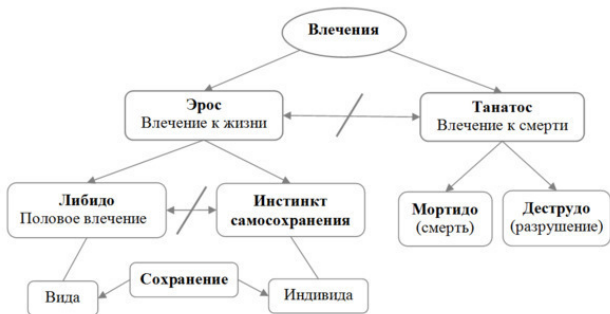 Влечения
Эрос
Влечение к жизни
Танатос
Влечение к смерти
Либидо
Половое влечение
Инстинкт
самосохранения
Мортидо
(смерть)
Деструдо
(разрушение)
Сохранение
Вида
Индивида